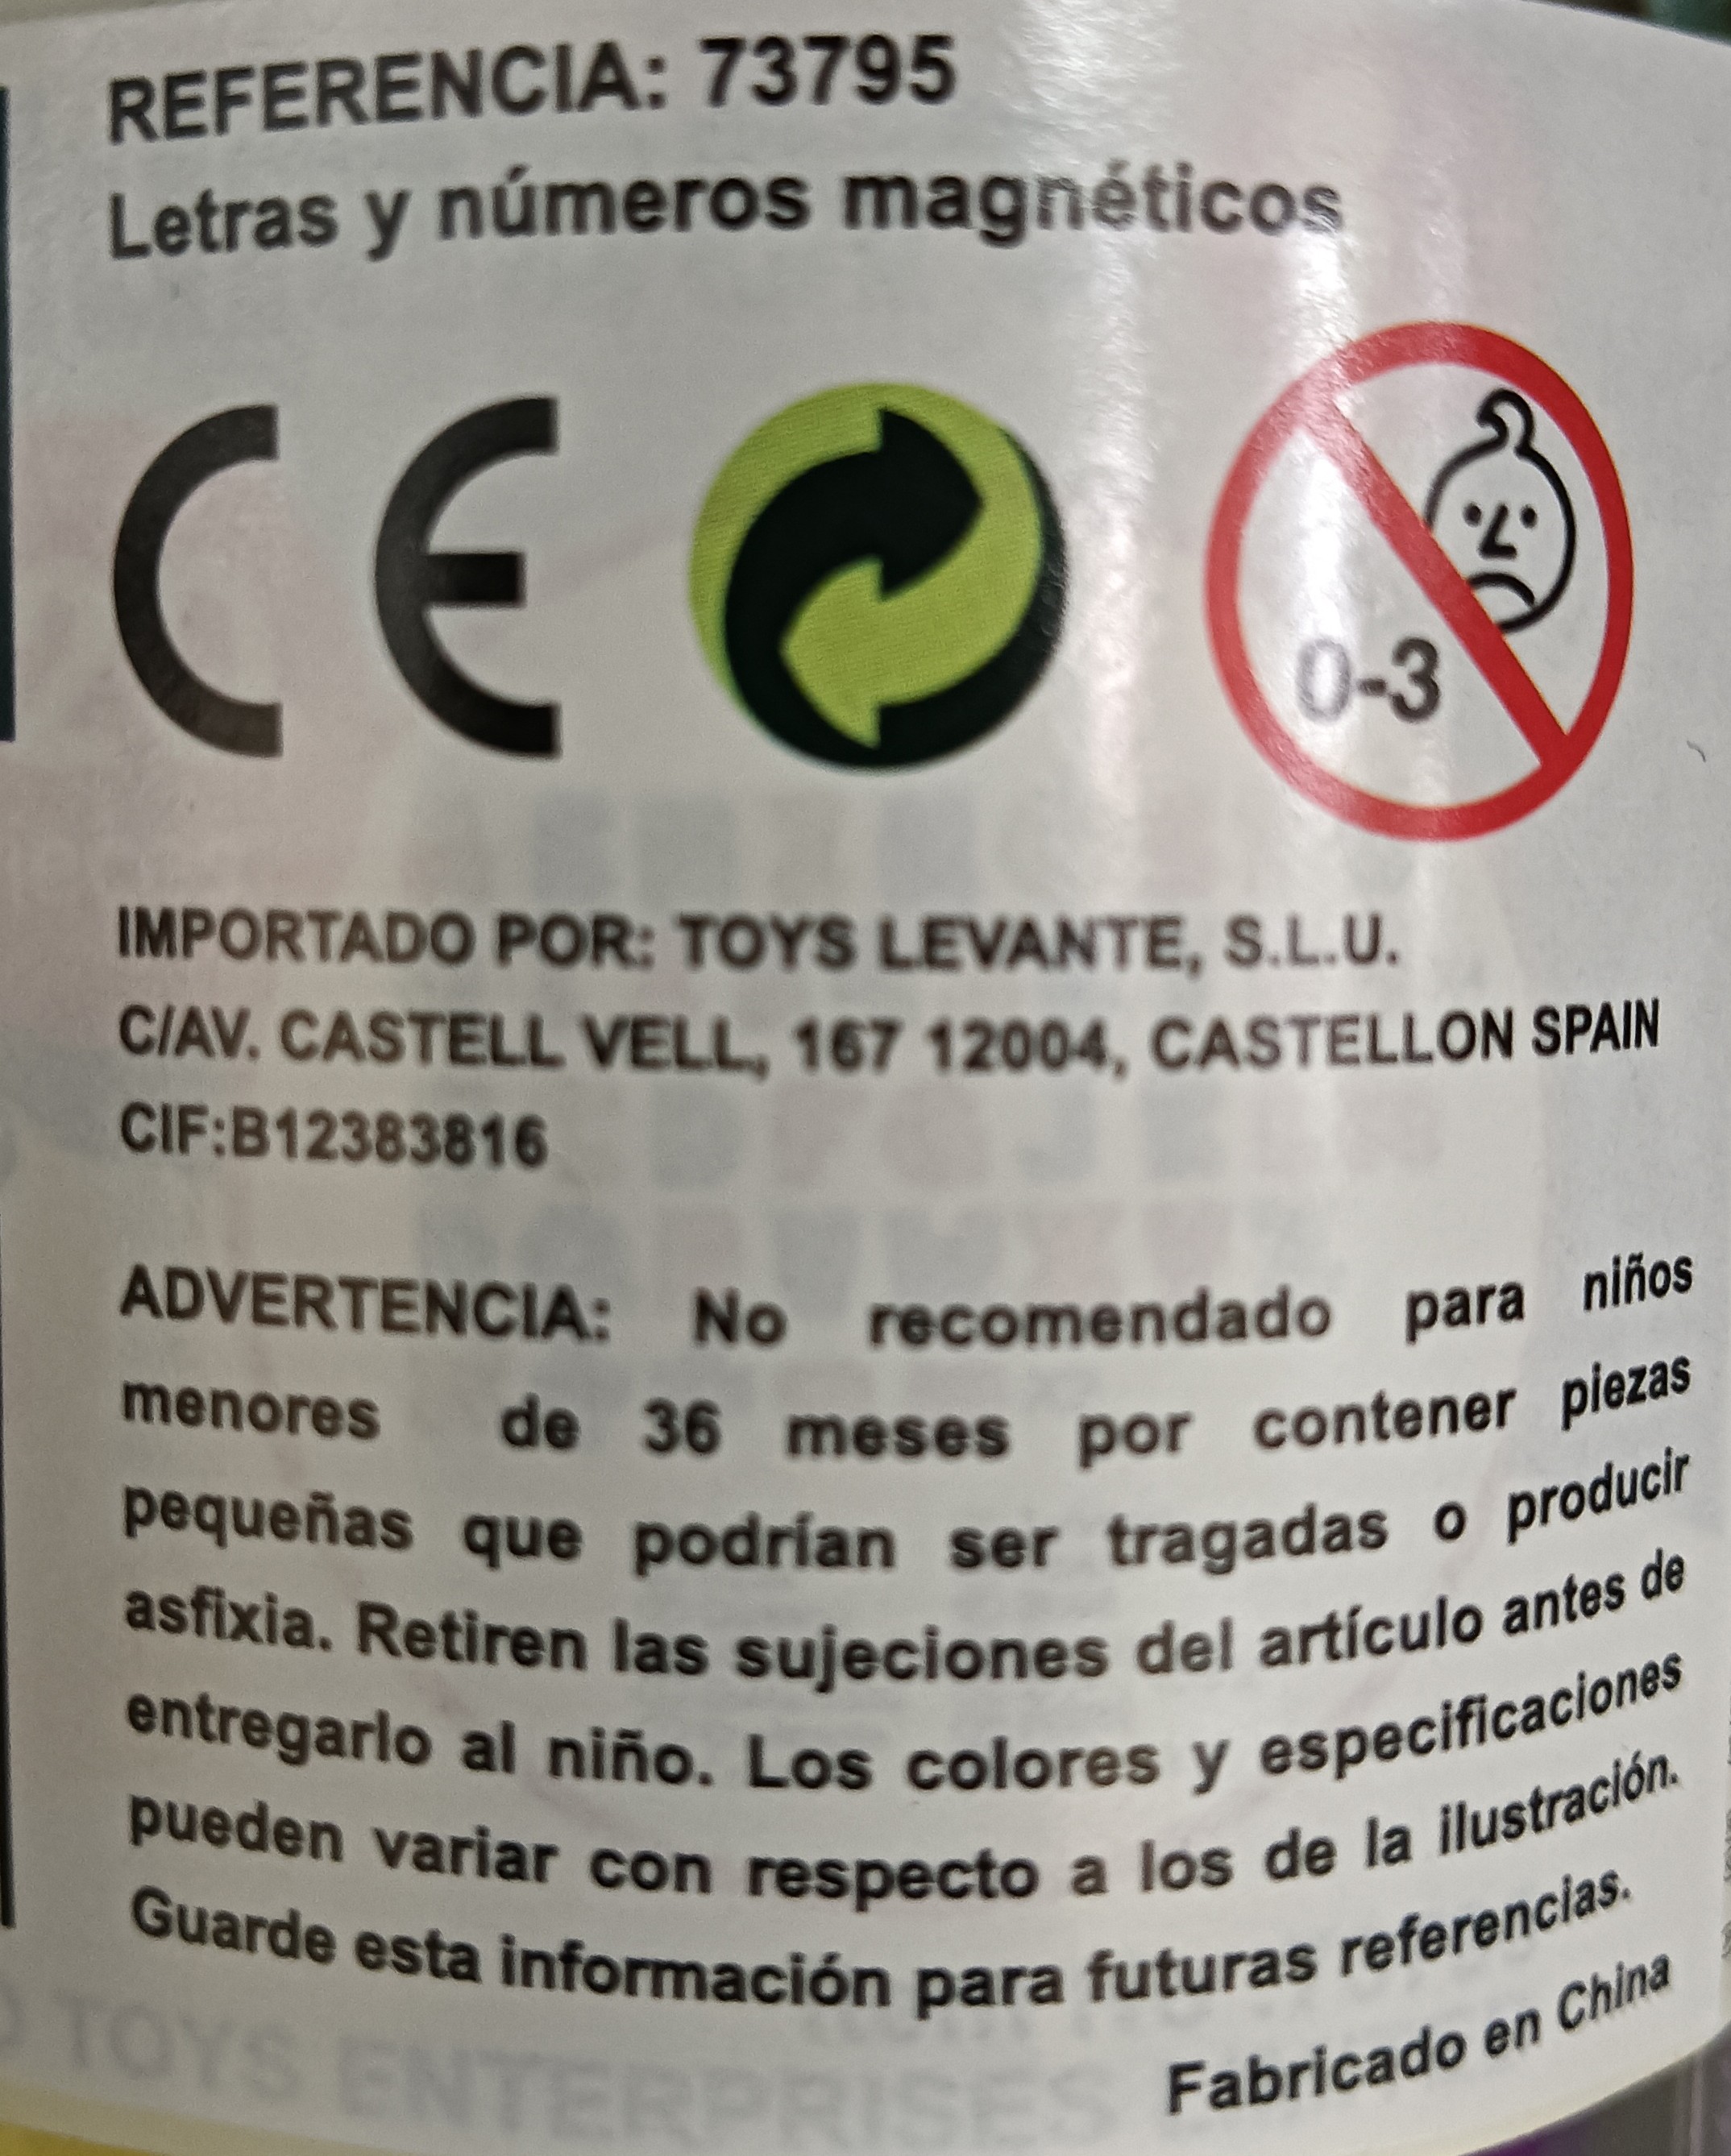 REFERENCIA: 73795
Letras y números magnéticos
CE
0-3
IMPORTADO POR: TOYS LEVANTE, S.L.U.
C/AV. CASTELL VELL, 167 12004, CASTELLON SPAIN
CIF:B12383816
ADVERTENCIA: No recomendado para niños
menores de 36 meses por contener piezas
pequeñas que podrían ser tragadas o producir
asfixia. Retiren las sujeciones del artículo antes de
entregarlo al niño. Los colores y especificaciones
pueden variar con respecto a los de la ilustración.
Guarde esta información para futuras referencias.
TOYS ENTERPRISES
Fabricado en China